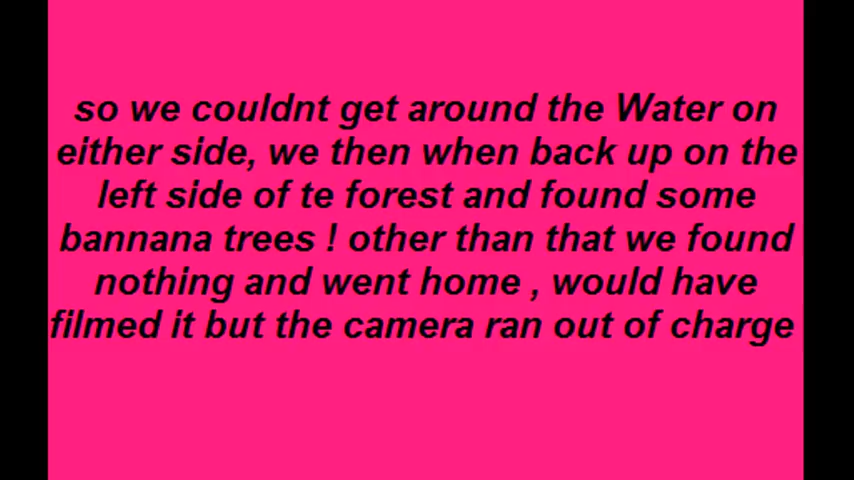 so we couldnt get around the Water on
either side, we then when back up on the
left side of te forest and found some
bannana trees ! other than that we found
nothing and went home , would have
filmed it but the camera ran out of charge